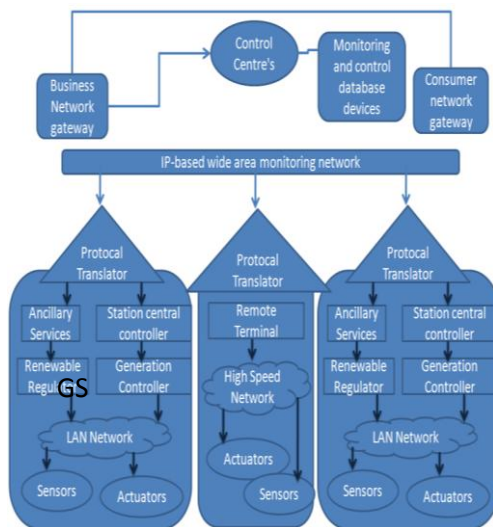 Control
Centre's
Monitoring
and control
database
devices
Business
Network
gateway
Consumer
network
gateway
IP-based wide area monitoring network
Protocal
Translator
Ancillary
Services
Station central
controller
Renewable
Regulator
GS
Generation
Controller
LAN Network
Sensors
Actuators
Protocal
Translator
Remote
Terminal
High Speed
Network
Actuators
Sensors
Protocal
Translator
Ancillary
Services
Station central
controller
Renewable
Regulator
Generation
Controller
LAN Network
Sensors
Actuators